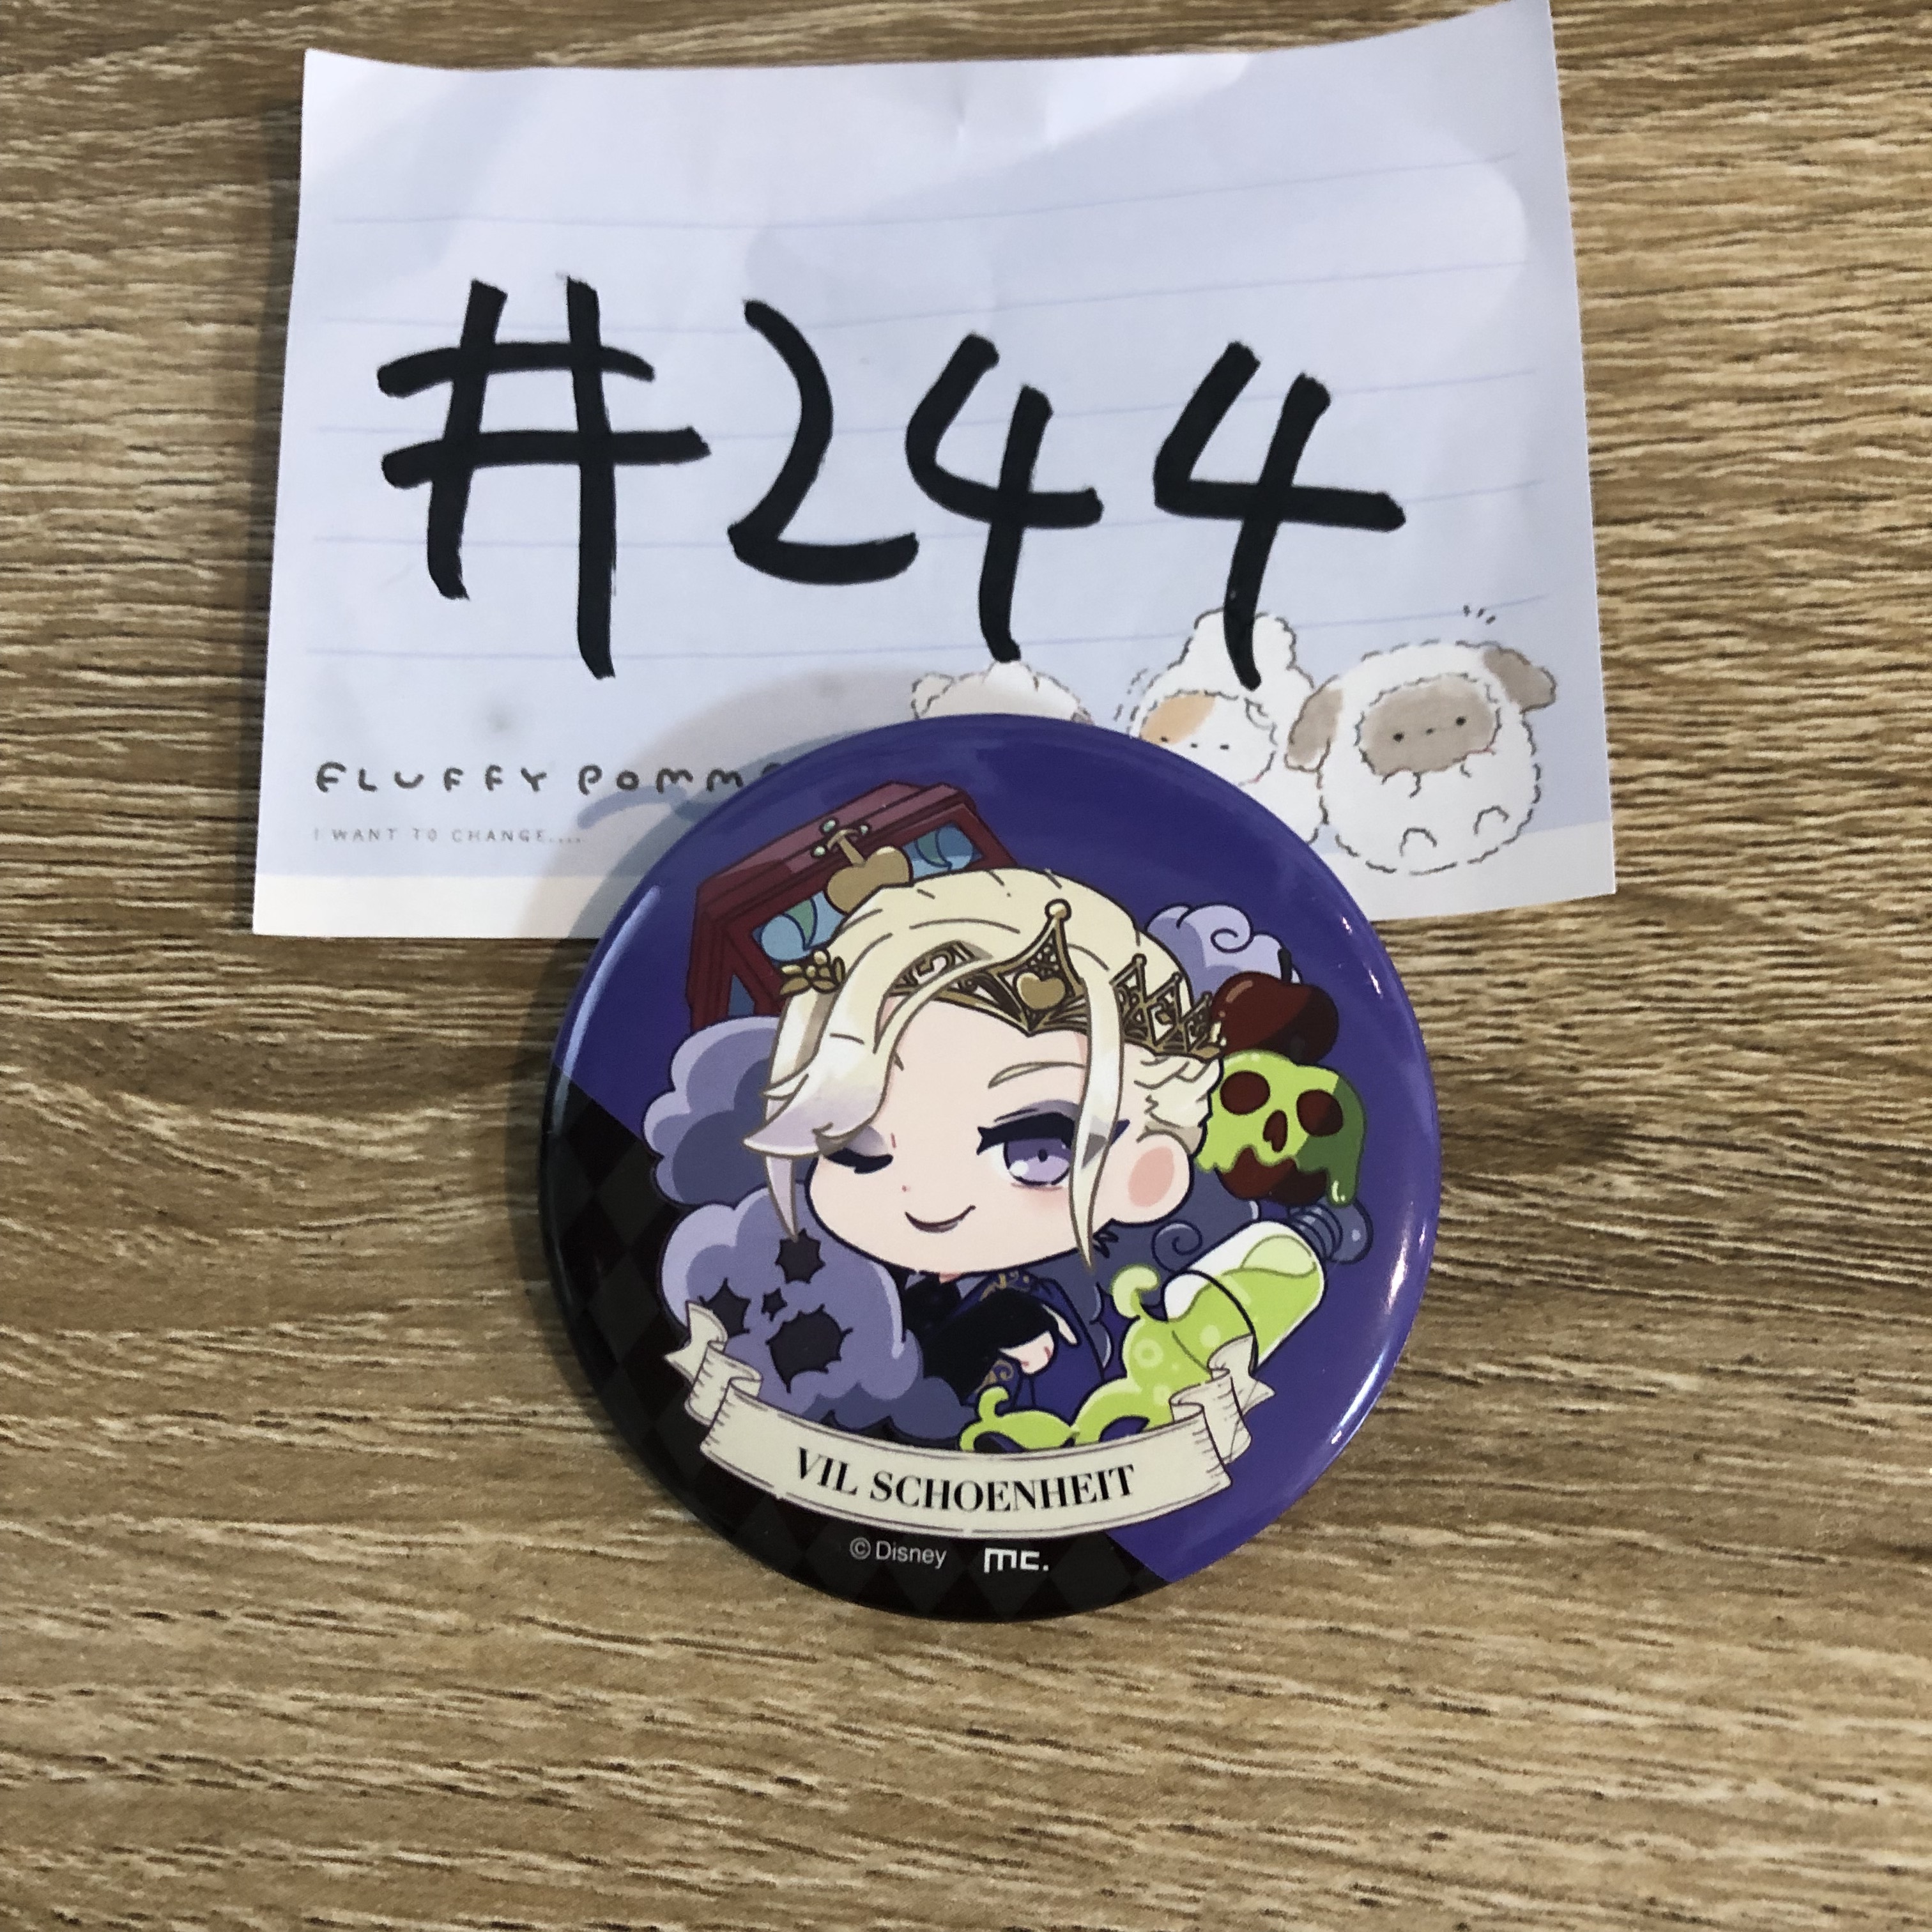 #244
FLUFFY POMM
I WANT TO CHANGE....
VIL SCHOENHEIT
©Disney mc.